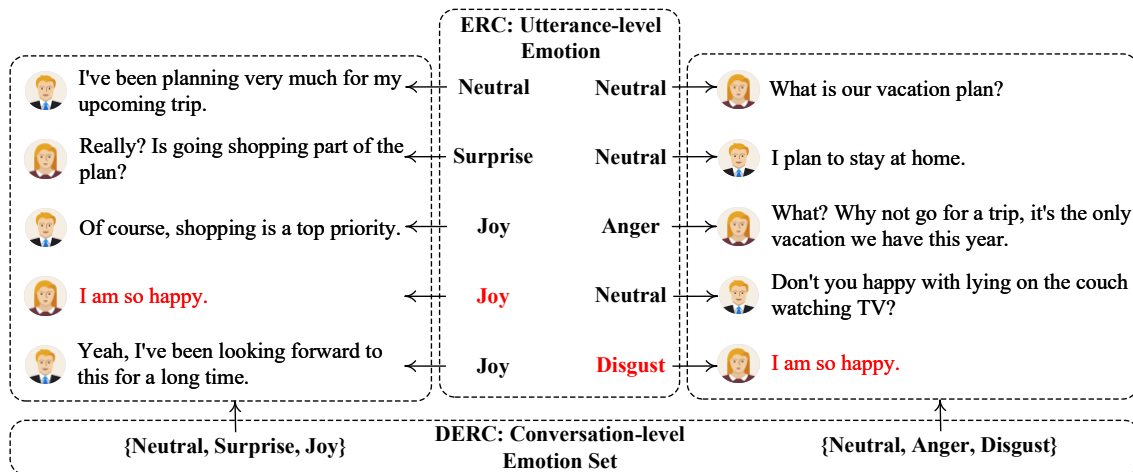 ERC: Utterance-level
Emotion
I've been planning very much for my
upcoming trip.
Neutral
Really? Is going shopping part of the
plan?
Surprise
Of course, shopping is a top priority.
Joy
I am so happy.
Joy
Yeah, I've been looking forward to
this for a long time.
Joy
Neutral
What is our vacation plan?
Neutral
I plan to stay at home.
Anger
What? Why not go for a trip, it's the only
vacation we have this year.
Neutral
Don't you happy with lying on the couch
watching TV?
Disgust
I am so happy.
{Neutral, Surprise, Joy}
DERC: Conversation-level
Emotion Set
{Neutral, Anger, Disgust}